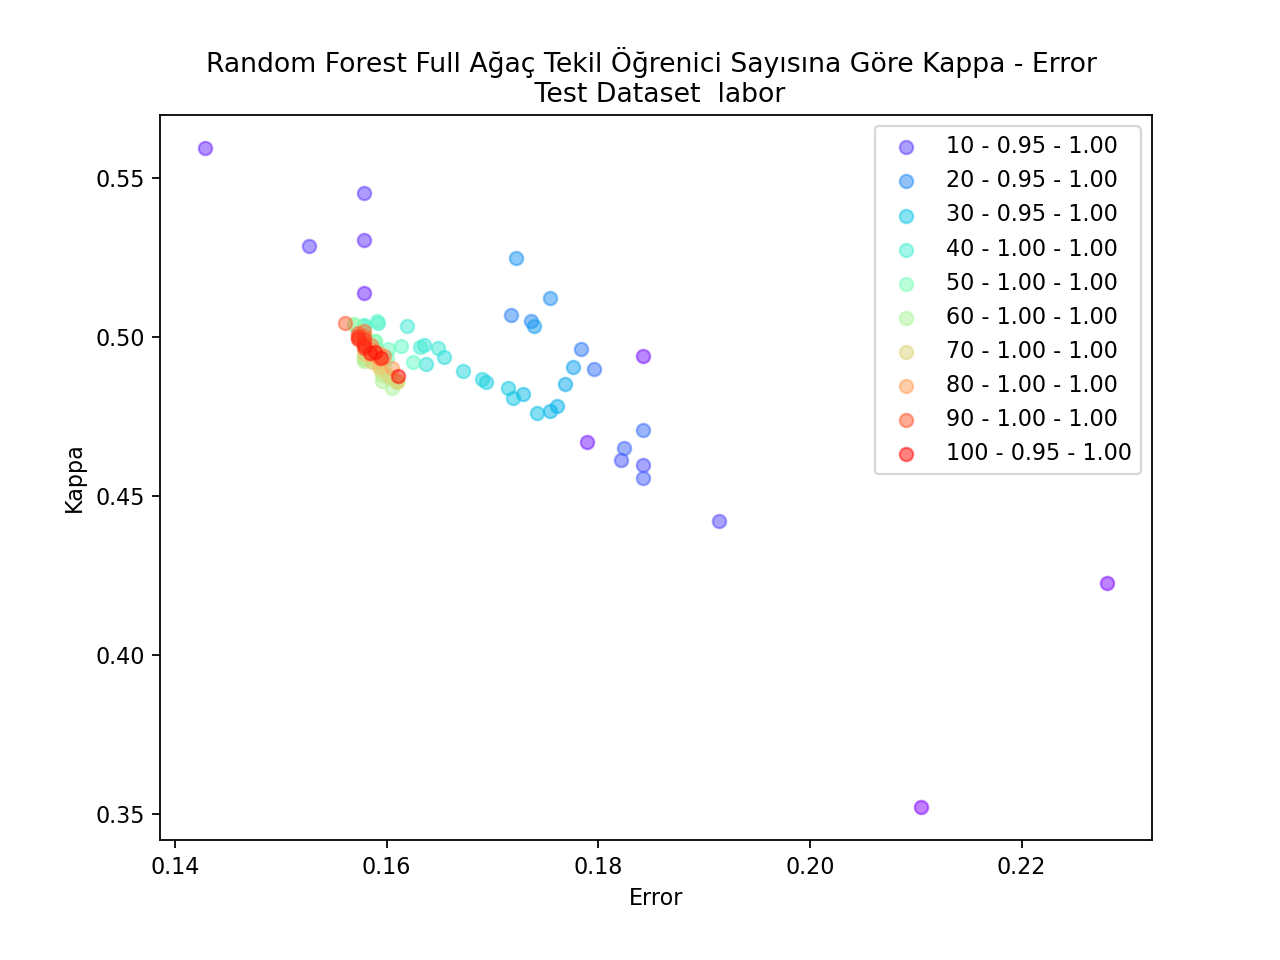 Random Forest Full Ağaç Tekil Öğrenici Sayısına Göre Kappa - Error
Test Dataset  labor
10 - 0.95 - 1.00
20 - 0.95 - 1.00
30 - 0.95 - 1.00
40 - 1.00 - 1.00
50 - 1.00 - 1.00
60 - 1.00 - 1.00
70 - 1.00 - 1.00
80 - 1.00 - 1.00
90 - 1.00 - 1.00
100 - 0.95 - 1.00
Kappa
0.55
0.50
0.45
0.40
0.35
0.14 0.16 0.18 0.20 0.22
Error